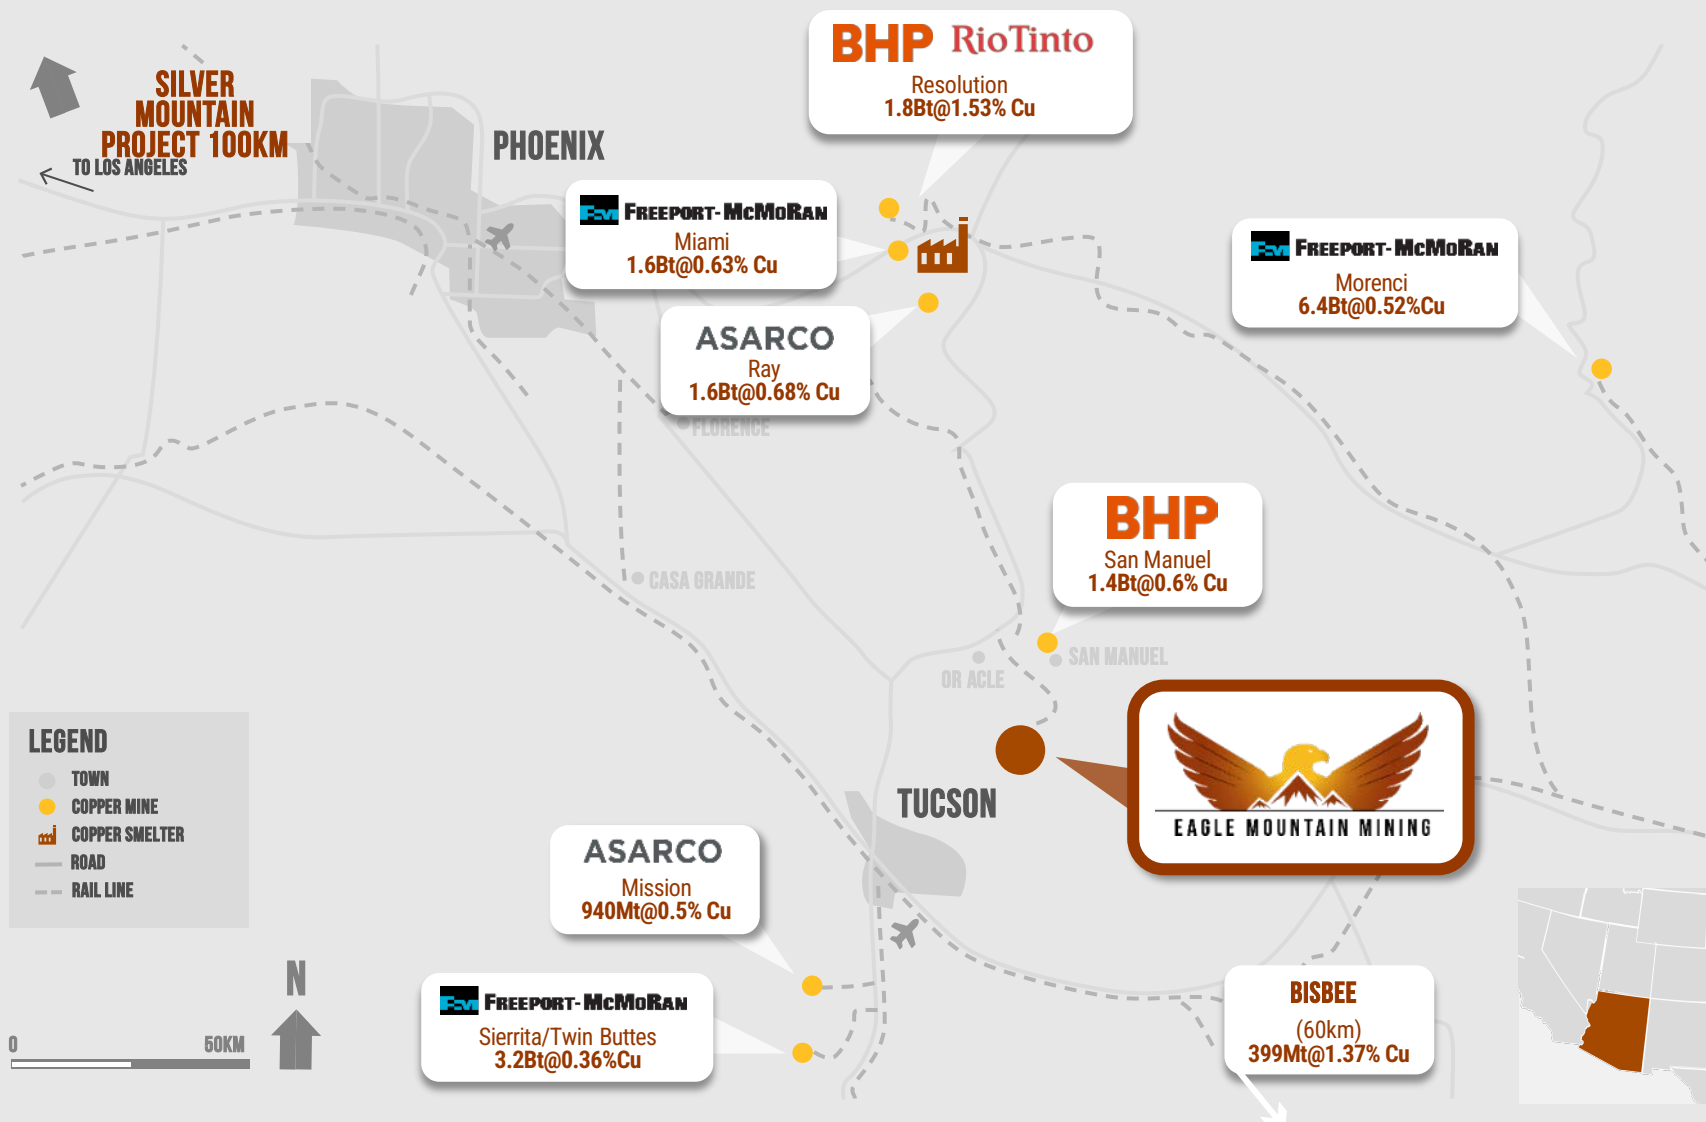 BHP RioTinto
Resolution
1.8Bt@1.53% Cu
SILVER
MOUNTAIN
PROJECT 100KM
TO LOS ANGELES
PHOENIX
FREEPORT-MCMORAN
Miami
1.6Bt@0.63% Cu
FREEPORT-MCMORAN
Morenci
6.4Bt@0.52%Cu
ASARCO
Ray
1.6Bt@0.68% Cu
FLORENCE
BHP
San Manuel
1.4Bt@0.6% Cu
CASA GRANDE
SAN MANUEL
OR ACLE
EAGLE MOUNTAIN MINING
TUCSON
LEGEND
TOWN
COPPER MINE
COPPER SMELTER
ROAD
RAIL LINE
ASARCO
Mission
940Mt@0.5% Cu
FREEPORT-MCMORAN
Sierrita/Twin Buttes
3.2Bt@0.36%Cu
BISBEE
(60km)
399Mt@1.37% Cu
N
0 50KM